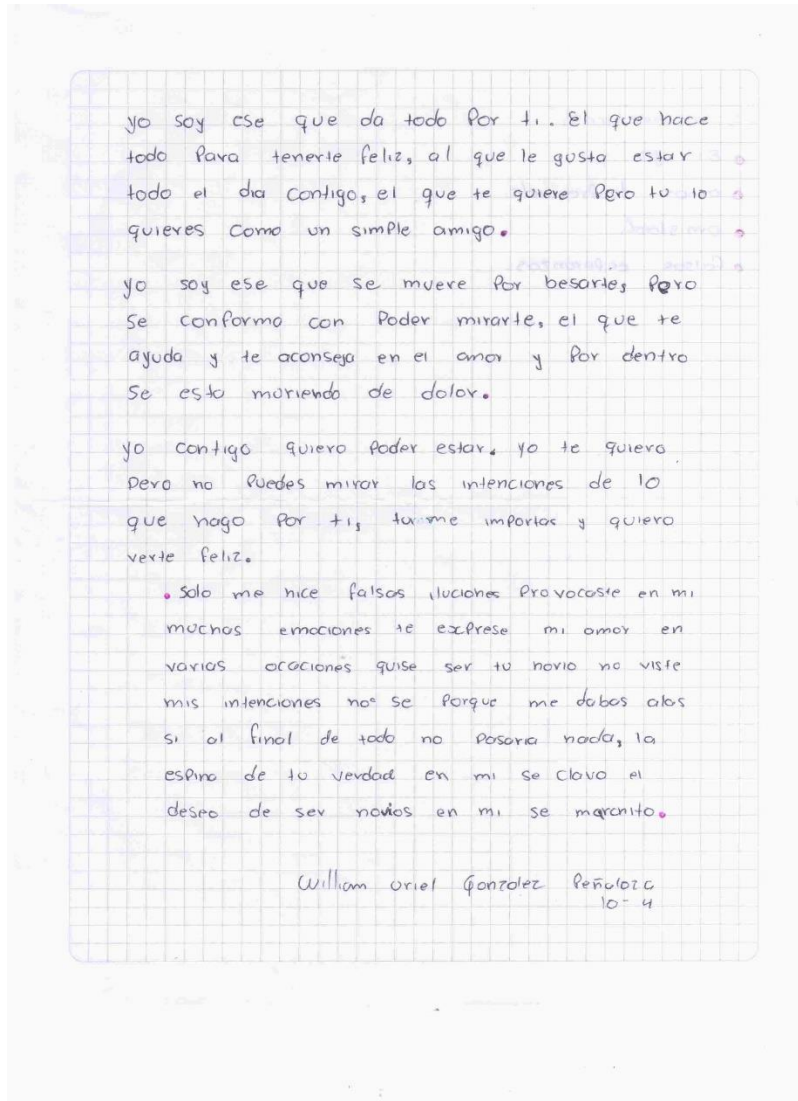 yo soy ese que da todo Por ti.. El que hace
todo Para tenerte feliz, al que le gusta estar
todo el dia contigo, el que te quiere Pero tu lo
quieres como un simple amigo.
yo soy ese que se muere Por besarte, Pero
se conformo con Poder mirarte, el que te
ayuda y te aconseja en el amor y Por dentro
se esta muriendo de dolor.
yo contigo quiero Poder estar. yo te quiero
Pero no Puedes mirar las intenciones de lo
que hago Por ti, tu me importas y quiero
verte feliz.
. solo me hice falsas iluciones Provocaste en mi
muchas emociones te exPrese mi amor en
varias ocaciones quise ser tu novio no viste
mis intenciones no se Porque me dabas alas
si al final de todo no Pasaria nada, la
esPina de tu verdad en mi se clavo el
deseo de ser novios en mi se marchito.
William Uriel Gonzalez Peñaloza
10-4